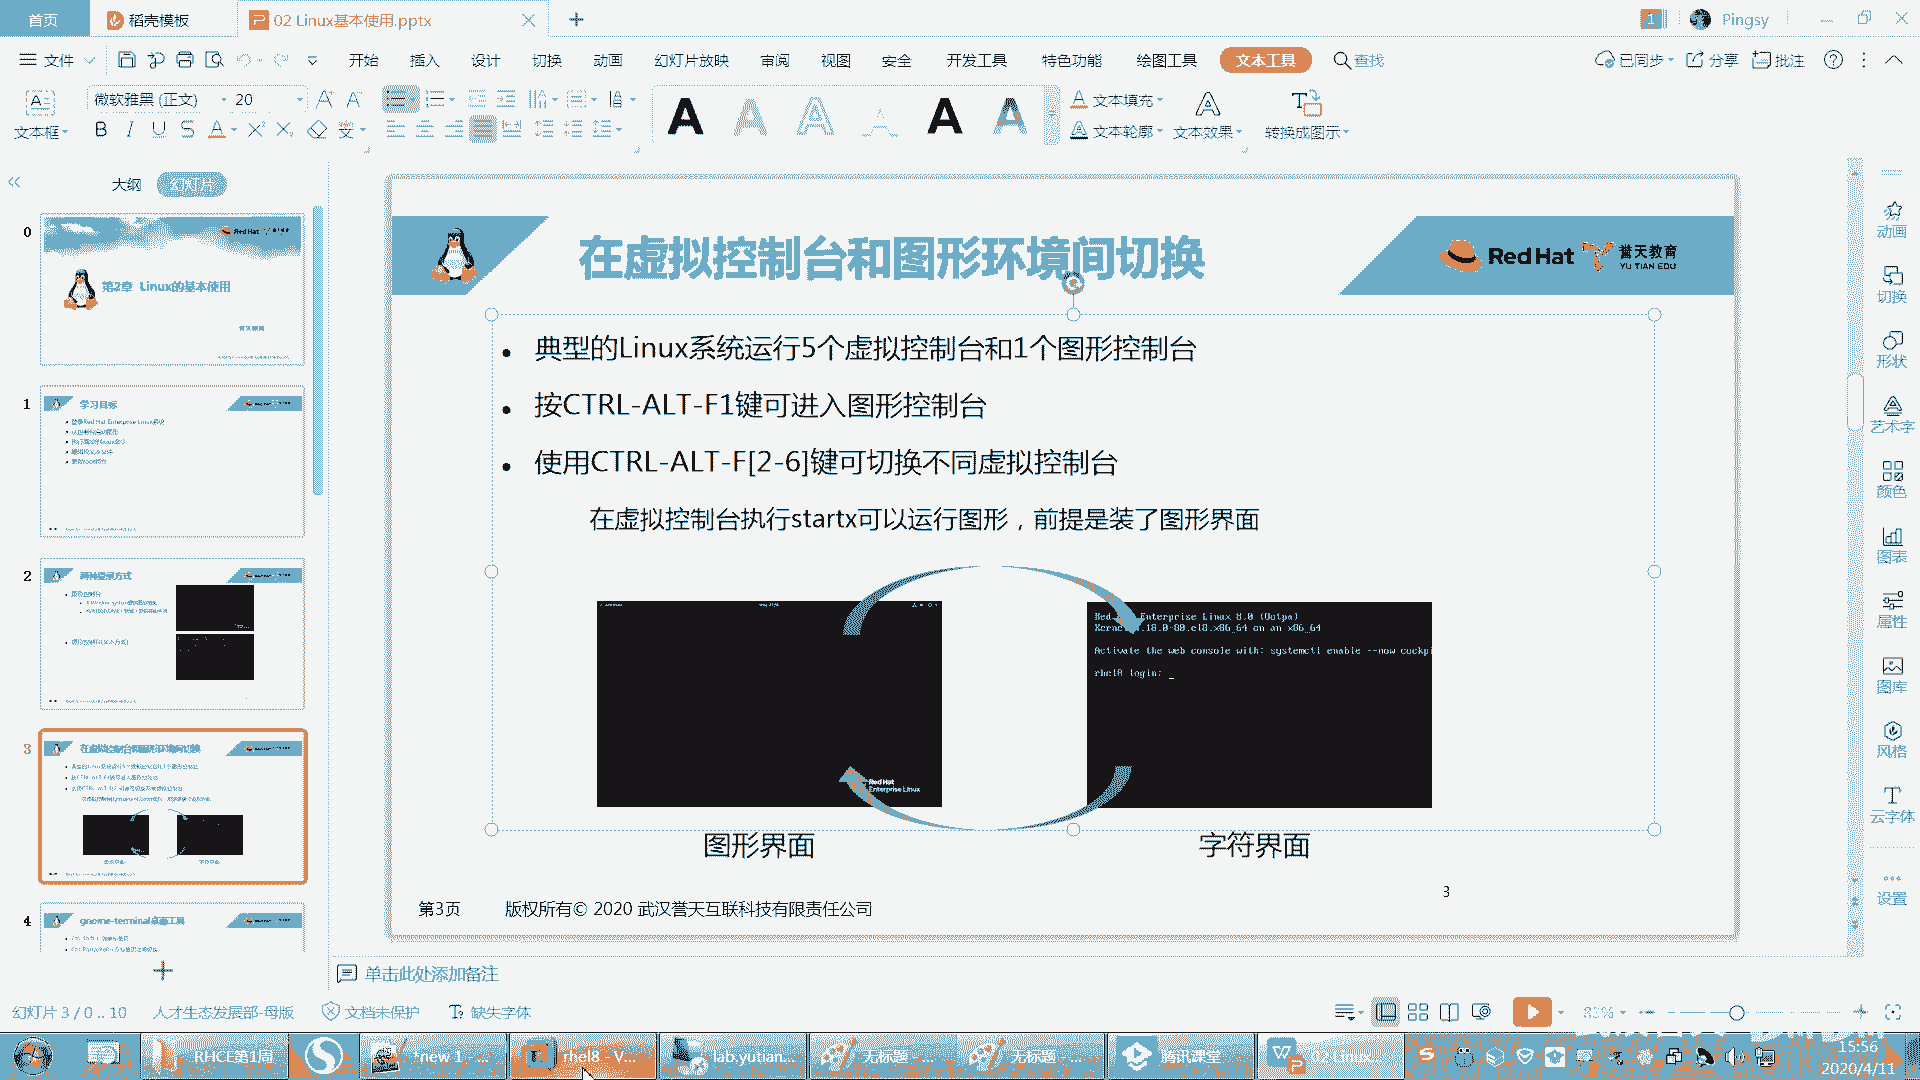 首页
稻壳模板
02 Linux基本使用.pptx
1
Pingsy
文件
开始
插入
设计
切换
动画
幻灯片放映
审阅
视图
安全
开发工具
特色功能
绘图工具
文本工具
查找
已同步
分享
批注
文本框
微软雅黑 (正文)
20
文本填充
文本轮廓
文本效果
转换成图示
大纲
幻灯片
0
Red Hat
第2章 Linux的基本使用
1
学习目标
2
两种登录方式
3
在虚拟控制台和图形环境间切换
4
gnome-terminal桌面工具
在虚拟控制台和图形环境间切换
Red Hat
誉天教育
YU TIAN EDU
• 典型的Linux系统运行5个虚拟控制台和1个图形控制台
• 按CTRL-ALT-F1键可进入图形控制台
• 使用CTRL-ALT-F[2-6]键可切换不同虚拟控制台
在虚拟控制台执行startx可以运行图形，前提是装了图形界面
Red Hat
Enterprise Linux
Enterprise Linux 8.0 (Ootpa)
.18.0-80.el8.x86_64 on an x86_64
Activate the web console with: systemctl enable --now cockpi
rhel8 login: _
图形界面
字符界面
3
第3页
版权所有© 2020 武汉誉天互联科技有限责任公司
动画
切换
形状
艺术字
颜色
图表
属性
图库
风格
云字体
设置
单击此处添加备注
幻灯片 3 / 0 .. 10
人才生态发展部-母版
文档未保护
缺失字体
83%
RHCE第1周
*new 1 - ...
rhel8 - V...
lab.yutian...
无标题 - ...
无标题 - ...
腾讯课堂
02 Linux...
15:56
2020/4/11